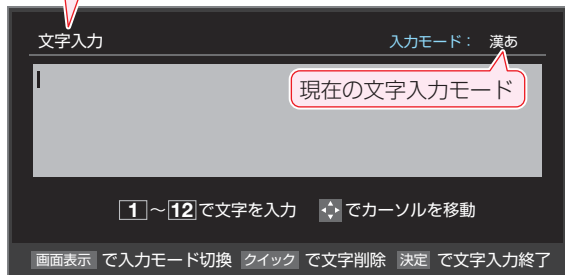 文字入力 入力モード： 漢あ
現在の文字入力モード
1～12で文字を入力 でカーソルを移動
画面表示 で入力モード切換 クイック で文字削除 決定 で文字入力終了